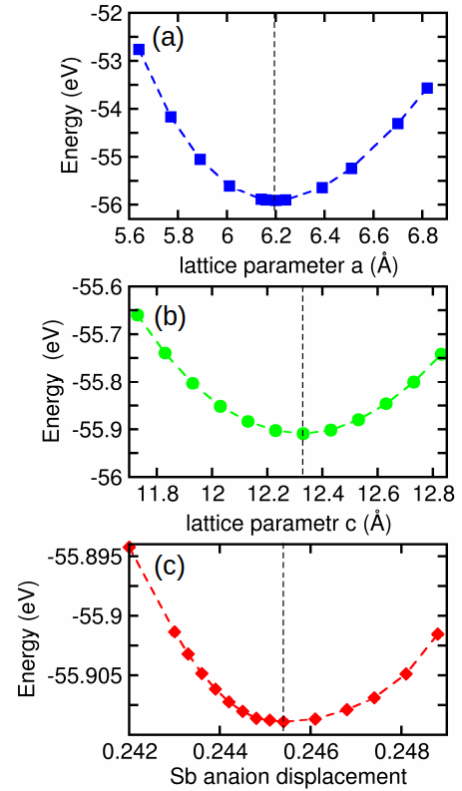 -52
(a)
-53
-54
-55
-56
Energy (eV)
5.6 5.8 6 6.2 6.4 6.6 6.8
lattice parameter a (Å)
-55.6
(b)
-55.7
-55.8
-55.9
-56
Energy (eV)
11.8 12 12.2 12.4 12.6 12.8
lattice parametr c (Å)
-55.895
(c)
-55.9
-55.905
Energy (eV)
0.242 0.244 0.246 0.248
Sb anaion displacement